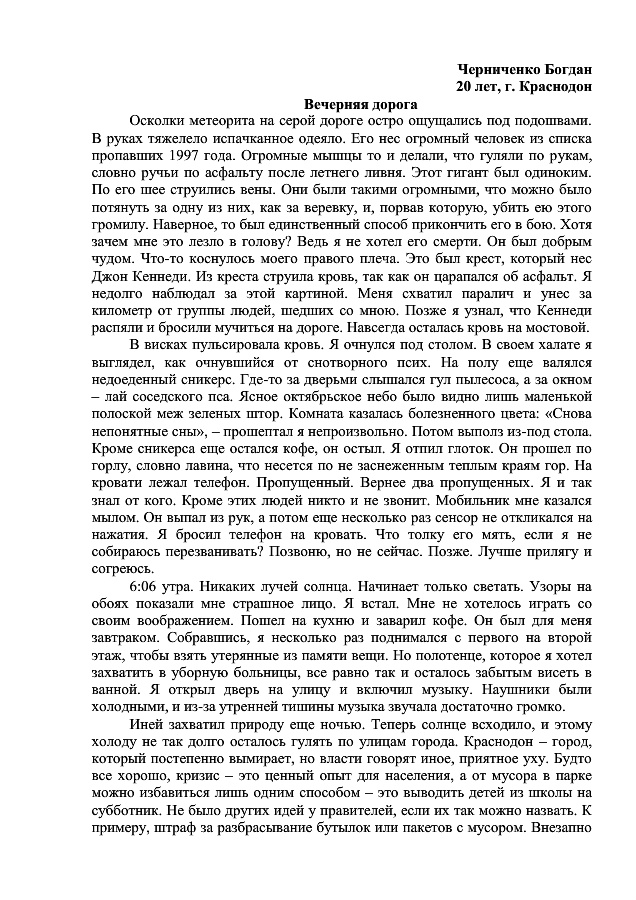 Черниченко Богдан
20 лет, г. Краснодон
Вечерняя дорога
Осколки метеорита на серой дороге остро ощущались под подошвами.
В руках тяжелело испачканное одеяло. Его нес огромный человек из списка
пропавших 1997 года. Огромные мышцы то и делали, что гуляли по рукам,
словно ручьи по асфальту после летнего ливня. Этот гигант был одиноким.
По его шее струились вены. Они были такими огромными, что можно было
потянуть за одну из них, как за веревку, и, порвав которую, убить ею этого
громилу. Наверное, то был единственный способ прикончить его в бою. Хотя
зачем мне это лезло в голову? Ведь я не хотел его смерти. Он был добрым
чудом. Что-то коснулось моего правого плеча. Это был крест, который нес
Джон Кеннеди. Из креста струила кровь, так как он царапался об асфальт. Я
недолго наблюдал за этой картиной. Меня схватил паралич и унес за
километр от группы людей, шедших со мною. Позже я узнал, что Кеннеди
распяли и бросили мучиться на дороге. Навсегда осталась кровь на мостовой.
В висках пульсировала кровь. Я очнулся под столом. В своем халате я
выглядел, как очнувшийся от снотворного псих. На полу еще валялся
недоеденный сникерс. Где-то за дверьми слышался гул пылесоса, а за окном
– лай соседского пса. Ясное октябрьское небо было видно лишь маленькой
полоской меж зеленых штор. Комната казалась болезненного цвета: «Снова
непонятные сны», – прошептал я непроизвольно. Потом выполз из-под стола.
Кроме сникерса еще остался кофе, он остыл. Я отпил глоток. Он прошел по
горлу, словно лавина, что несется по не заснеженным теплым краям гор. На
кровати лежал телефон. Пропущенный. Вернее два пропущенных. Я и так
знал от кого. Кроме этих людей никто и не звонит. Мобильник мне казался
мылом. Он выпал из рук, а потом еще несколько раз сенсор не откликался на
нажатия. Я бросил телефон на кровать. Что толку его мять, если я не
собираюсь перезванивать? Позвоню, но не сейчас. Позже. Лучше прилягу и
согреюсь.
6:06 утра. Никаких лучей солнца. Начинает только светать. Узоры на
обоях показали мне страшное лицо. Я встал. Мне не хотелось играть со
своим воображением. Пошел на кухню и заварил кофе. Он был для меня
завтраком. Собравшись, я несколько раз поднимался с первого на второй
этаж, чтобы взять утерянные из памяти вещи. Но полотенце, которое я хотел
захватить в уборную больницы, все равно так и осталось забытым висеть в
ванной. Я открыл дверь на улицу и включил музыку. Наушники были
холодными, и из-за утренней тишины музыка звучала достаточно громко.
Иней захватил природу еще ночью. Теперь солнце всходило, и этому
холоду не так долго осталось гулять по улицам города. Краснодон – город,
который постепенно вымирает, но власти говорят иное, приятное уху. Будто
все хорошо, кризис – это ценный опыт для населения, а от мусора в парке
можно избавиться лишь одним способом – это выводить детей из школы на
субботник. Не было других идей у правителей, если их так можно назвать. К
примеру, штраф за разбрасывание бутылок или пакетов с мусором. Внезапно